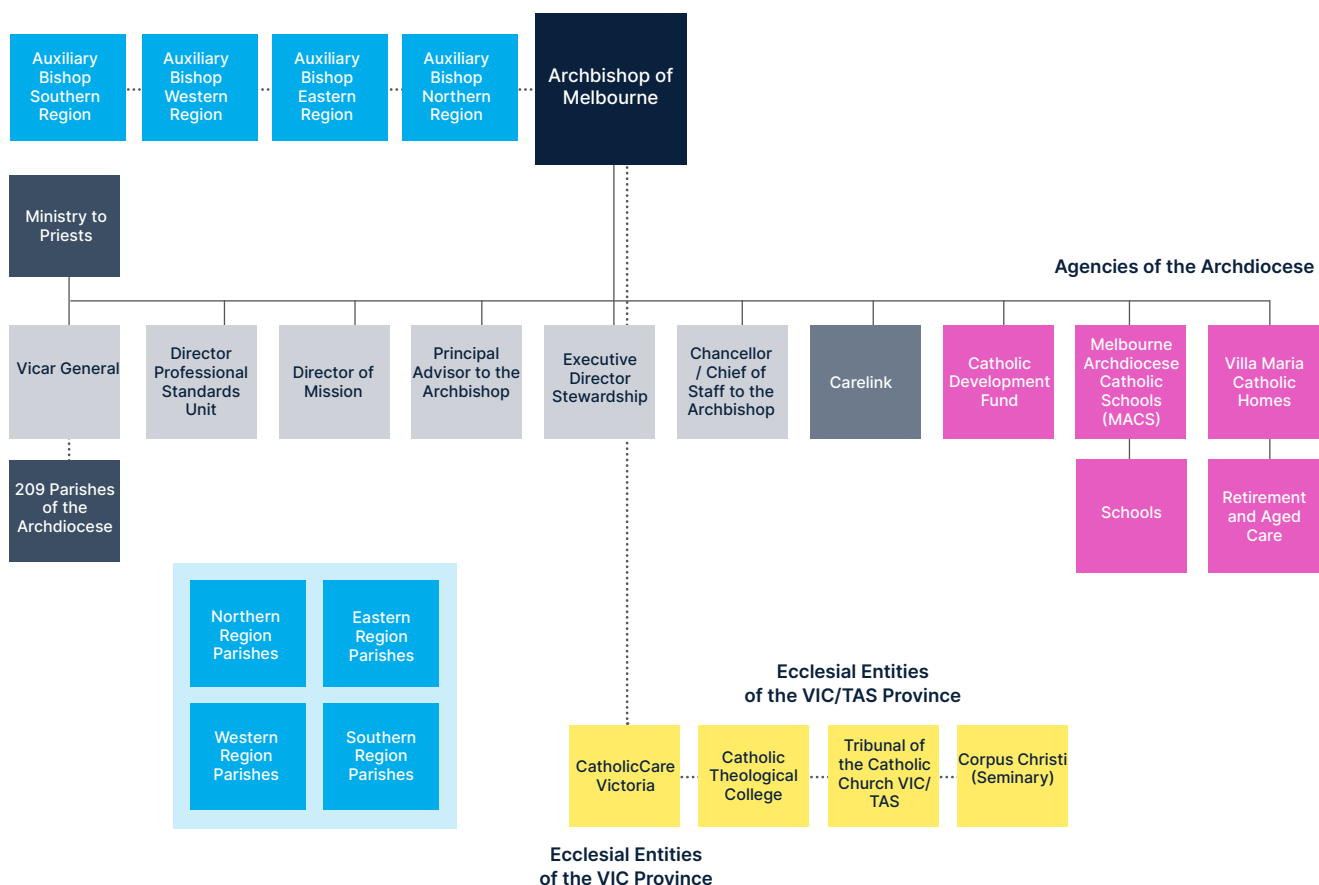 Auxiliary
Bishop
Southern
Region
Auxiliary
Bishop
Western
Region
Auxiliary
Bishop
Eastern
Region
Auxiliary
Bishop
Northern
Region
Archbishop of
Melbourne
Ministry to
Priests
Agencies of the Archdiocese
Vicar General
Director
Professional
Standards
Unit
Director of
Mission
Principal
Advisor to the
Archbishop
Executive
Director
Stewardship
Chancellor
/ Chief of
Staff to the
Archbishop
Carelink
Catholic
Development
Fund
Melbourne
Archdiocese
Catholic
Schools
(MACS)
Villa Maria
Catholic
Homes
209 Parishes
of the
Archdiocese
Schools
Retirement
and Aged
Care
Northern
Region
Parishes
Eastern
Region
Parishes
Western
Region
Parishes
Southern
Region
Parishes
Ecclesial Entities
of the VIC/TAS Province
CatholicCare
Victoria
Catholic
Theological
College
Tribunal of
the Catholic
Church VIC/
TAS
Corpus Christi
(Seminary)
Ecclesial Entities
of the VIC Province